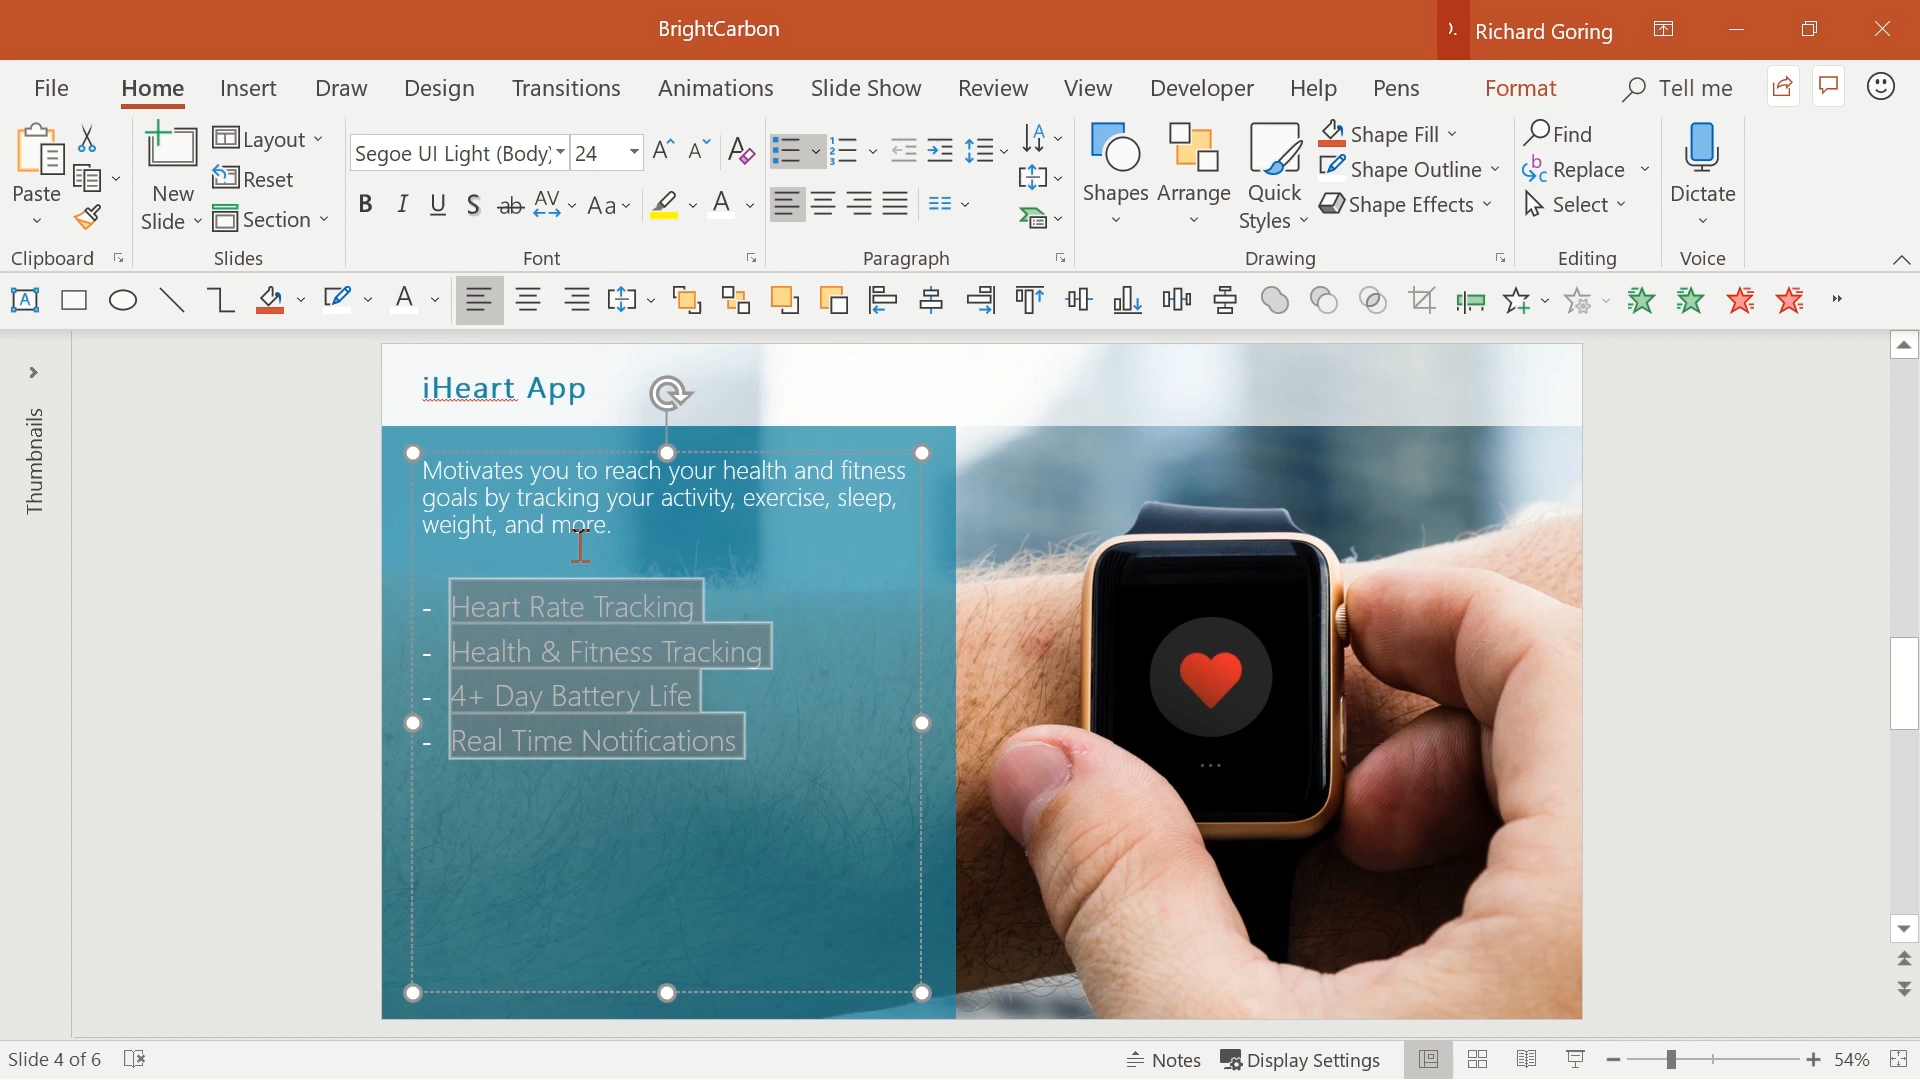 BrightCarbon
Richard Goring
File Home Insert Draw Design Transitions Animations Slide Show Review View Developer Help Pens Format Tell me
Paste
New
Slide
Layout
Reset
Section
Segoe UI Light (Body) 24
B I U S ab AV Aa A
Shapes Arrange Quick
Styles
Shape Fill
Shape Outline
Shape Effects
Find
Replace
Select
Dictate
Clipboard Slides Font Paragraph Drawing Editing Voice
Thumbnails
iHeart App
Motivates you to reach your health and fitness
goals by tracking your activity, exercise, sleep,
weight, and more.
- Heart Rate Tracking
- Health & Fitness Tracking
- 4+ Day Battery Life
- Real Time Notifications
Slide 4 of 6 Notes Display Settings 54%